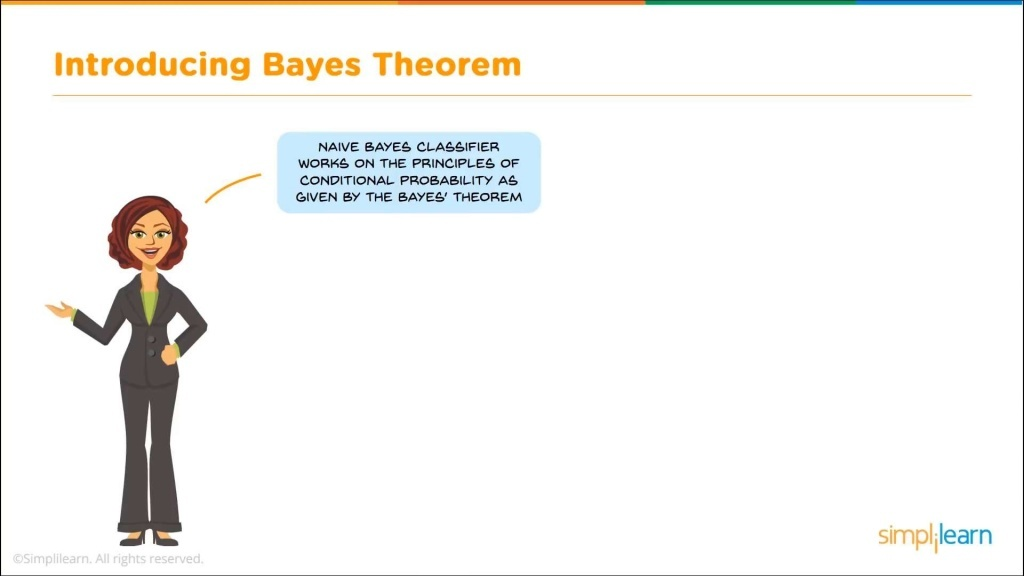 Introducing Bayes Theorem
NAIVE BAYES CLASSIFIER
WORKS ON THE PRINCIPLES OF
CONDITIONAL PROBABILITY AS
GIVEN BY THE BAYES' THEOREM
simplilearn
©Simplilearn. All rights reserved.